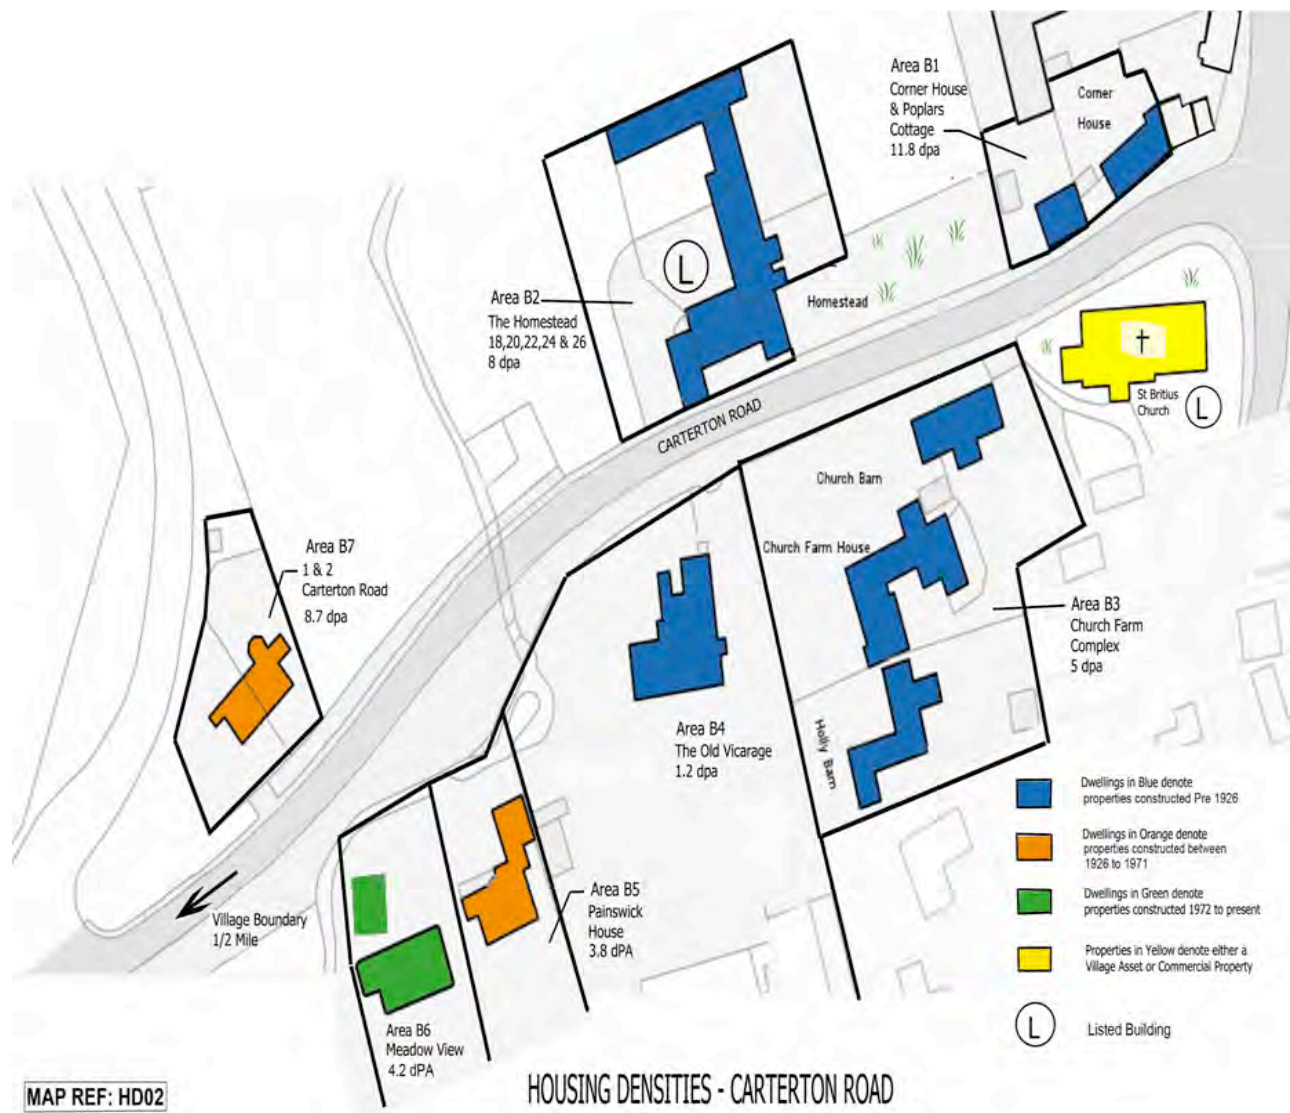 Area B1
Corner House
& Poplars
Cottage
11.8 dpa
Corner
House
L
Area B2
The Homestead
18,20,22,24 & 26
8 dpa
Homestead
St Britius
Church
L
CARTERTON ROAD
Church Barn
Church Farm House
Area B7
1 & 2
Carterton Road
8.7 dpa
Area B3
Church Farm
Complex
5 dpa
Area B4
The Old Vicarage
1.2 dpa
Holly Barn
Dwellings in Blue denote
properties constructed Pre 1926
Dwellings in Orange denote
properties constructed between
1926 to 1971
Dwellings in Green denote
properties constructed 1972 to present
Properties in Yellow denote either a
Village Asset or Commercial Property
L
Listed Building
Area B5
Painswick
House
3.8 dPA
Village Boundary
1/2 Mile
Area B6
Meadow View
4.2 dPA
MAP REF: HD02
HOUSING DENSITIES - CARTERTON ROAD